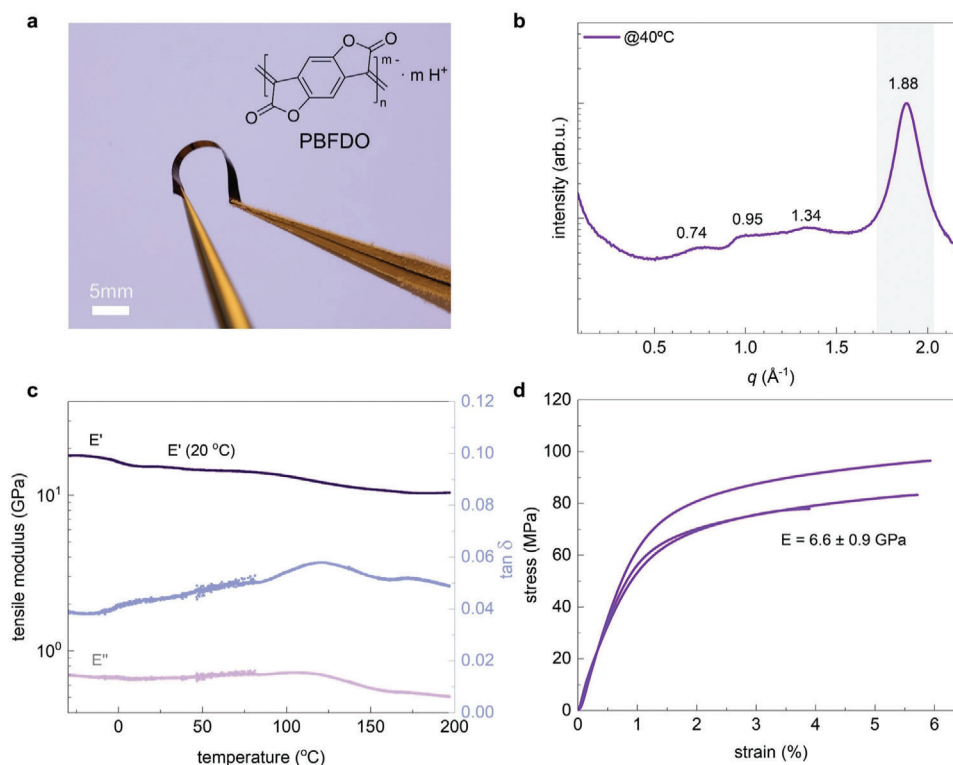 a
O
O
m -
· m H⁺
n
O
O
PBFDO
5mm
b
@40ºC
1.88
0.74
0.95
1.34
intensity (arb.u.)
0.5
1.0
1.5
2.0
q (Å⁻¹)
c
E'
E' (20 °C)
E"
10¹
10⁰
tensile modulus (GPa)
0
50
100
150
200
temperature (°C)
0.12
0.10
0.08
0.06
0.04
0.02
0.00
tan δ
d
120
100
80
60
40
20
0
stress (MPa)
E = 6.6 ± 0.9 GPa
0
1
2
3
4
5
6
strain (%)